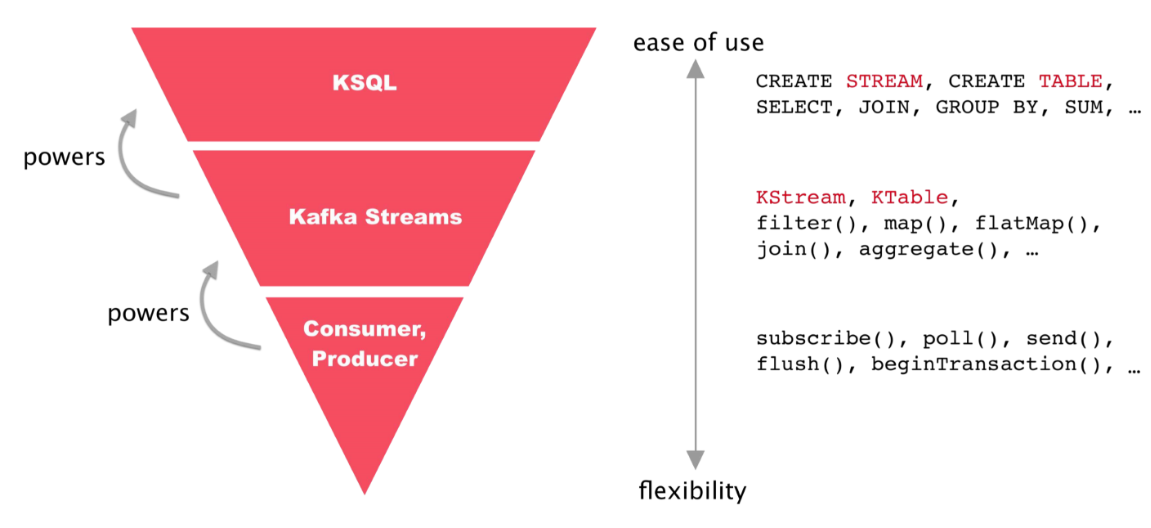 KSQL
powers
Kafka Streams
powers
Consumer,
Producer
ease of use
flexibility
CREATE STREAM, CREATE TABLE,
SELECT, JOIN, GROUP BY, SUM, …
KStream, KTable,
filter(), map(), flatMap(),
join(), aggregate(), …
subscribe(), poll(), send(),
flush(), beginTransaction(), …